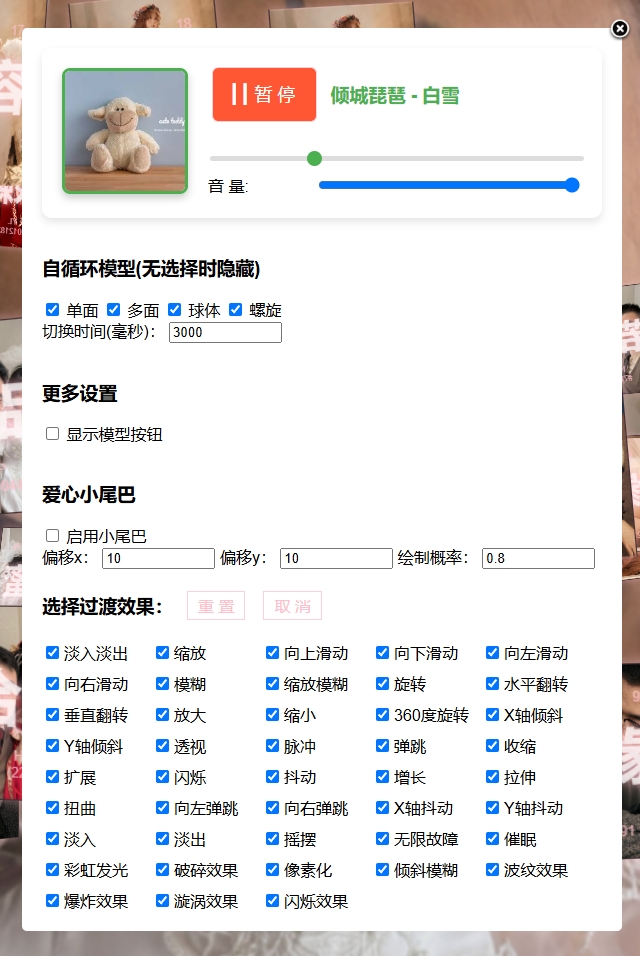 cute teddy
暂 停
倾城琵琶 - 白雪
音 量:
自循环模型(无选择时隐藏)
单面 多面 球体 螺旋
切换时间(毫秒)： 3000
更多设置
显示模型按钮
爱心小尾巴
启用小尾巴
偏移x： 10 偏移y： 10 绘制概率： 0.8
选择过渡效果： 重 置 取 消
淡入淡出 缩放 向上滑动 向下滑动 向左滑动
向右滑动 模糊 缩放模糊 旋转 水平翻转
垂直翻转 放大 缩小 360度旋转 X轴倾斜
Y轴倾斜 透视 脉冲 弹跳 收缩
扩展 闪烁 抖动 增长 拉伸
扭曲 向左弹跳 向右弹跳 X轴抖动 Y轴抖动
淡入 淡出 摇摆 无限故障 催眠
彩虹发光 破碎效果 像素化 倾斜模糊 波纹效果
爆炸效果 漩涡效果 闪烁效果